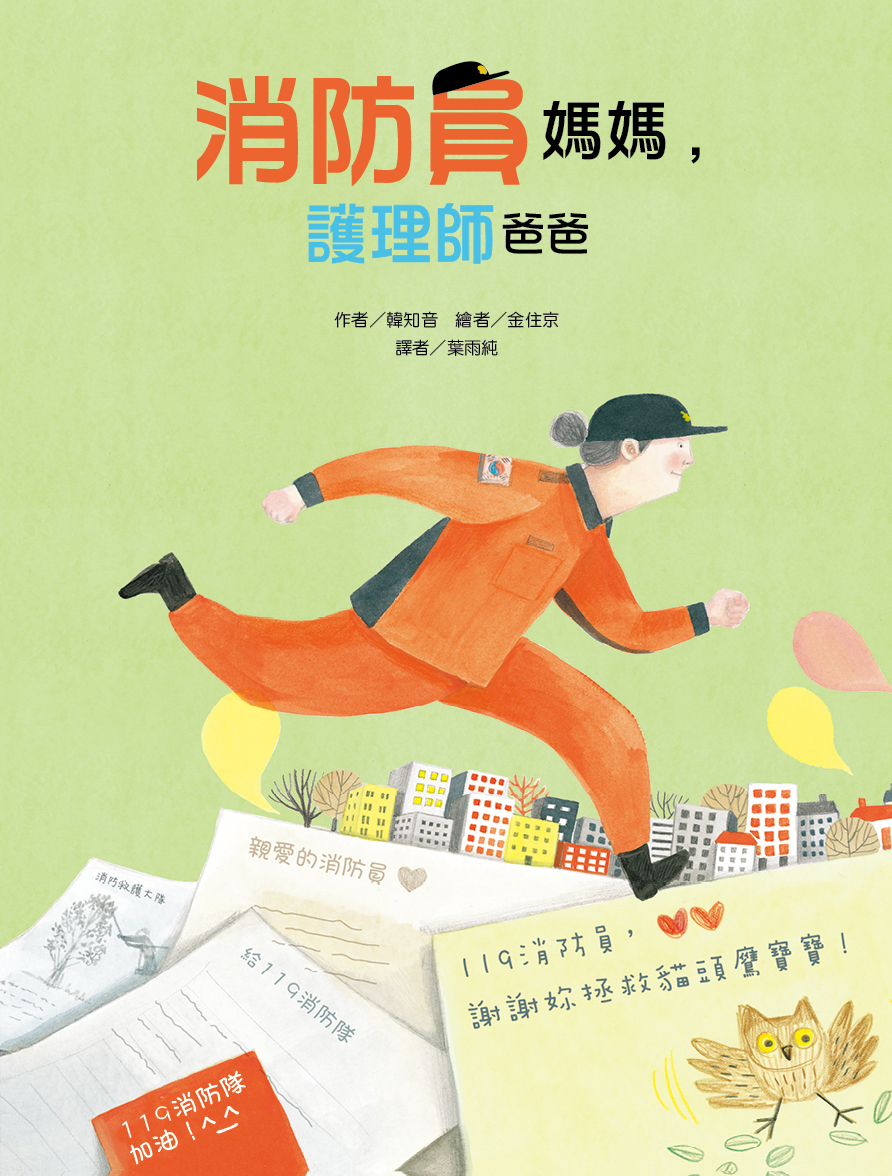 消防員媽媽，
護理師爸爸
作者／韓知音　繪者／金住京
譯者／葉雨純
親愛的消防員
消防救護大隊
給119消防隊
119消防員，
謝謝妳拯救貓頭鷹寶寶！
119消防隊
加油！^_^